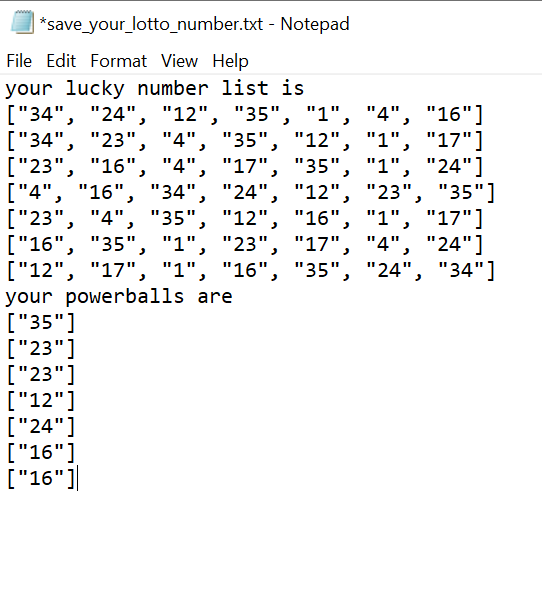 *save_your_lotto_number.txt - Notepad
File Edit Format View Help
your lucky number list is
["34", "24", "12", "35", "1", "4", "16"]
["34", "23", "4", "35", "12", "1", "17"]
["23", "16", "4", "17", "35", "1", "24"]
["4", "16", "34", "24", "12", "23", "35"]
["23", "4", "35", "12", "16", "1", "17"]
["16", "35", "1", "23", "17", "4", "24"]
["12", "17", "1", "16", "35", "24", "34"]
your powerballs are
["35"]
["23"]
["23"]
["12"]
["24"]
["16"]
["16"]